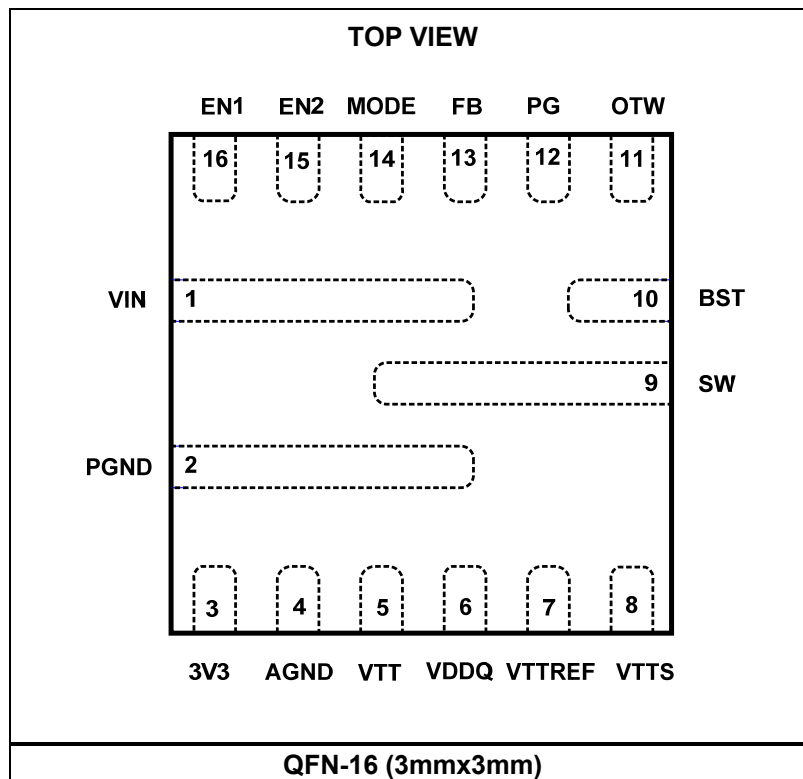 TOP VIEW
EN1 EN2 MODE FB PG OTW
16 15 14 13 12 11
VIN 1 10 BST
9 SW
PGND 2
3 4 5 6 7 8
3V3 AGND VTT VDDQ VTTREF VTTS
QFN-16 (3mmx3mm)